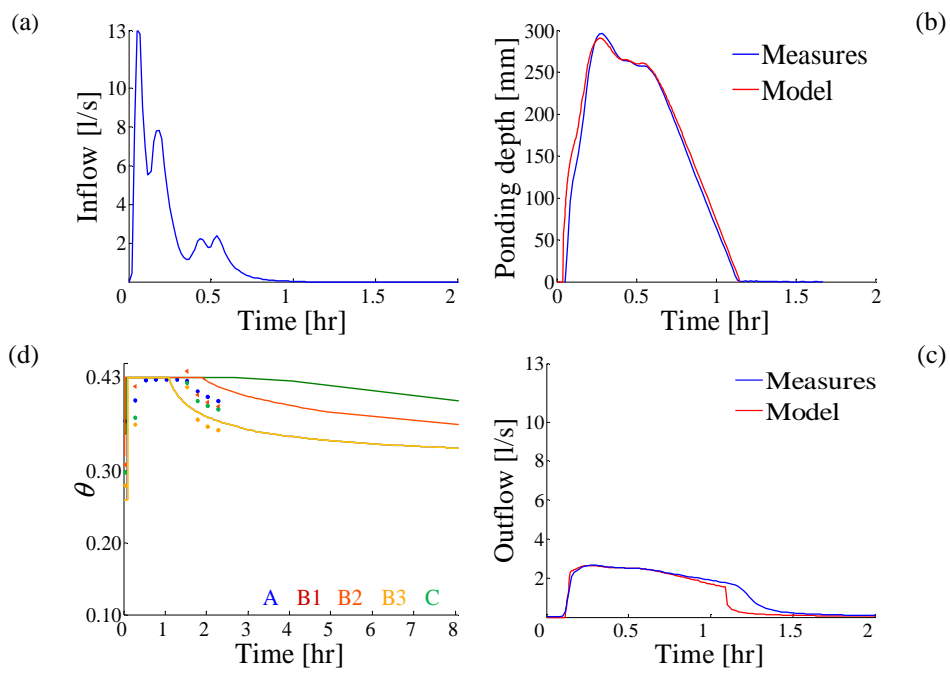 (a)
Inflow [l/s]
13
10
8
6
4
2
0
0.5
1
1.5
2
Time [hr]
(b)
Ponding depth [mm]
300
250
200
150
100
50
0
0
0.5
1
1.5
2
Time [hr]
Measures
Model
(d)
θ
0.43
0.30
0.20
0.10
0
1
2
3
4
5
6
7
8
Time [hr]
A B1 B2 B3 C
(c)
Outflow [l/s]
13
10
8
6
4
2
0
0.5
1
1.5
2
Time [hr]
Measures
Model